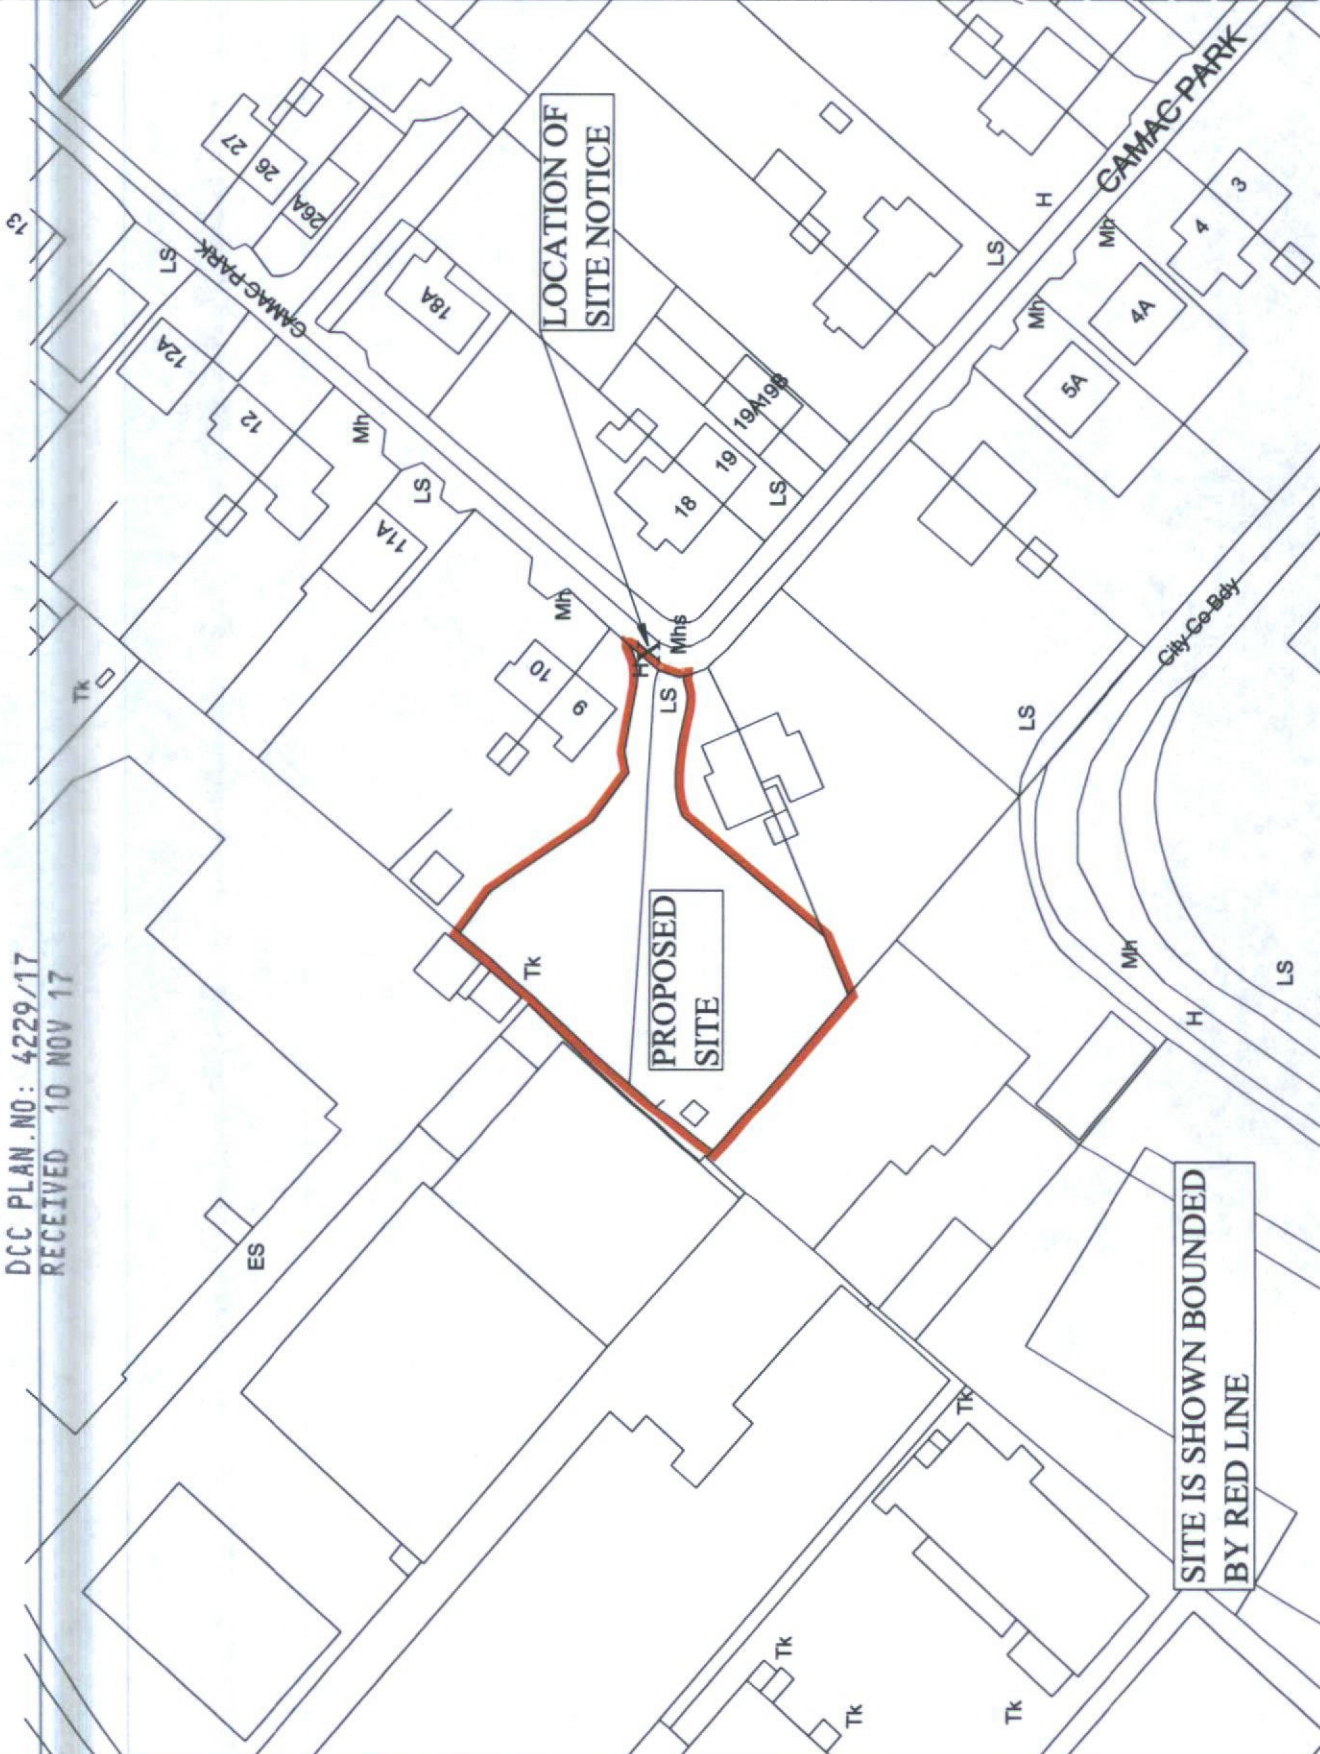 DCC PLAN.NO: 4229/17
RECEIVED 10 NOV 17
LOCATION OF
SITE NOTICE
PROPOSED
SITE
SITE IS SHOWN BOUNDED
BY RED LINE
CAMAC PARK
CAMAC PARK
City Co Bdy
13
27
26
26A
LS
12A
18A
12
Mh
LS
11A
Mh
10
9
H
X
Mhs
LS
18
19
19A
19B
LS
LS
H
Mh
Mh
3
4
4A
5A
Tk
Tk
LS
Mh
H
LS
ES
Tk
Tk
Tk
Tk